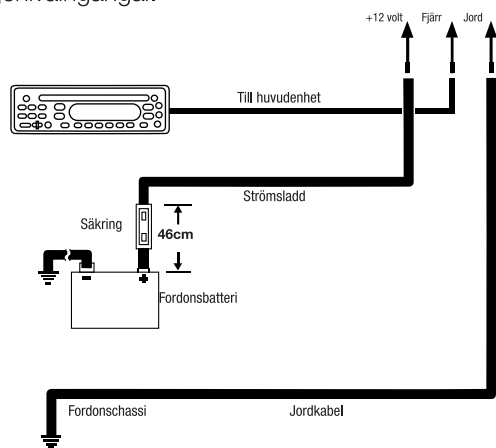 +12 volt Fjärr Jord
Till huvudenhet
Strömsladd
Säkring
46cm
Fordonsbatteri
Fordonschassi Jordkabel